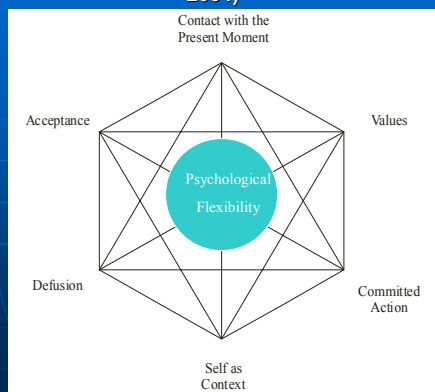 Contact with the
Present Moment
Acceptance
Values
Psychological
Flexibility
Defusion
Committed
Action
Self as
Context